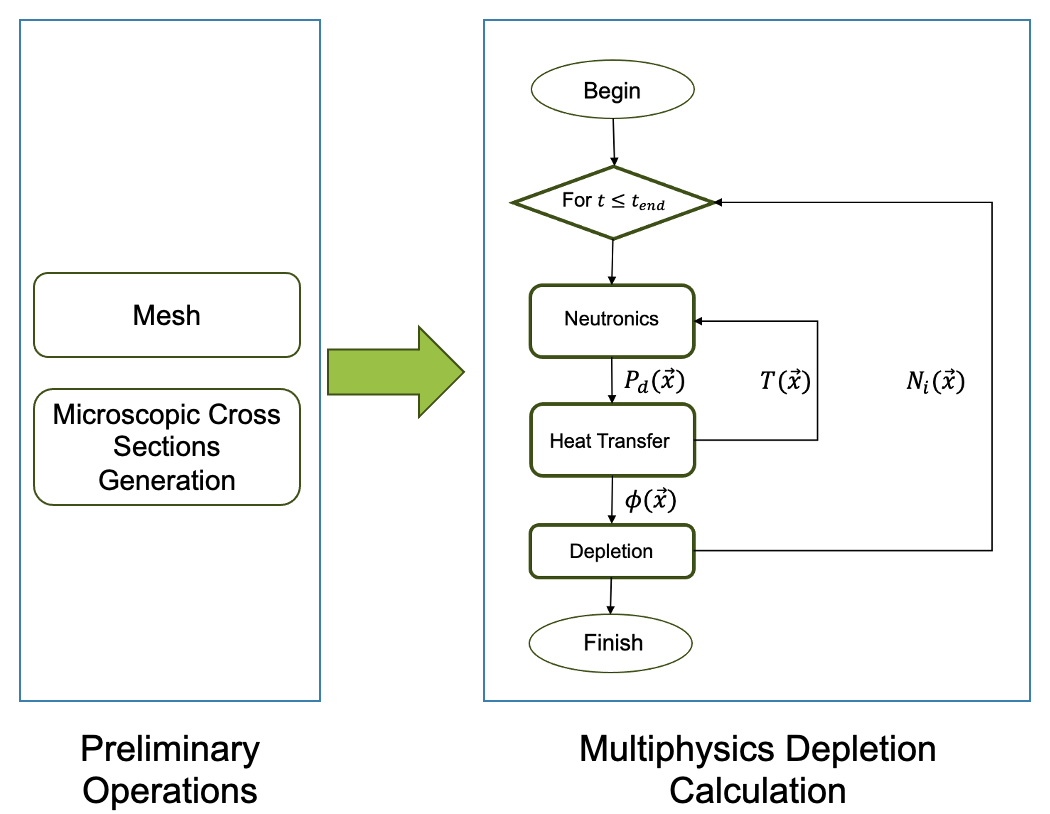 Mesh
Microscopic Cross
Sections
Generation
Preliminary
Operations
Begin
For t ≤ t_end
Neutronics
P_d(x⃗)
T(x⃗)
N_i(x⃗)
Heat Transfer
ϕ(x⃗)
Depletion
Finish
Multiphysics Depletion
Calculation